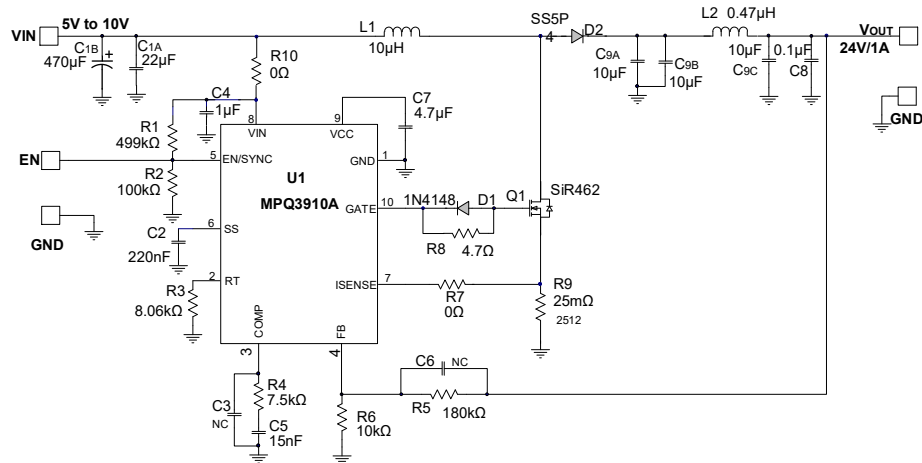 VIN
5V to 10V
C1B
470µF
+
C1A
22µF
R10
0Ω
L1
10µH
SS5P
4
D2
C9A
10µF
C9B
10µF
L2 0.47µH
10µF
C9C
0.1µF
C8
VOUT
24V/1A
GND
C4
1µF
R1
499kΩ
EN
R2
100kΩ
GND
C2
220nF
R3
8.06kΩ
8
VIN
9
VCC
C7
4.7µF
5
EN/SYNC
GND
1
U1
MPQ3910A
GATE
10
1N4148
D1
R8
4.7Ω
Q1
SiR462
6
SS
2
RT
ISENSE
7
R7
0Ω
R9
25mΩ
2512
COMP
3
FB
4
C3
NC
R4
7.5kΩ
C5
15nF
R6
10kΩ
C6
NC
R5
180kΩ